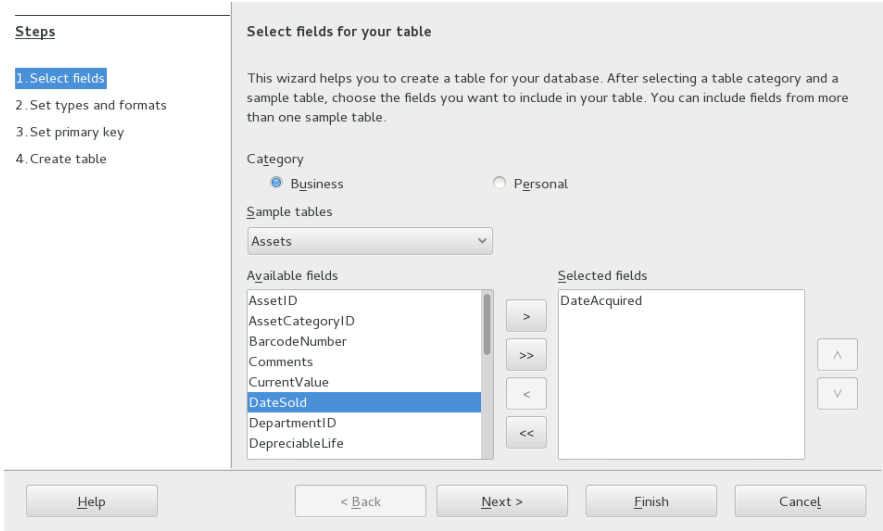 Steps
1. Select fields
2. Set types and formats
3. Set primary key
4. Create table
Select fields for your table
This wizard helps you to create a table for your database. After selecting a table category and a
sample table, choose the fields you want to include in your table. You can include fields from more
than one sample table.
Category
Business
Personal
Sample tables
Assets
Available fields
AssetID
AssetCategoryID
BarcodeNumber
Comments
CurrentValue
DateSold
DepartmentID
DepreciableLife
>
>>
<
<<
Selected fields
DateAcquired
Help
< Back
Next >
Finish
Cancel